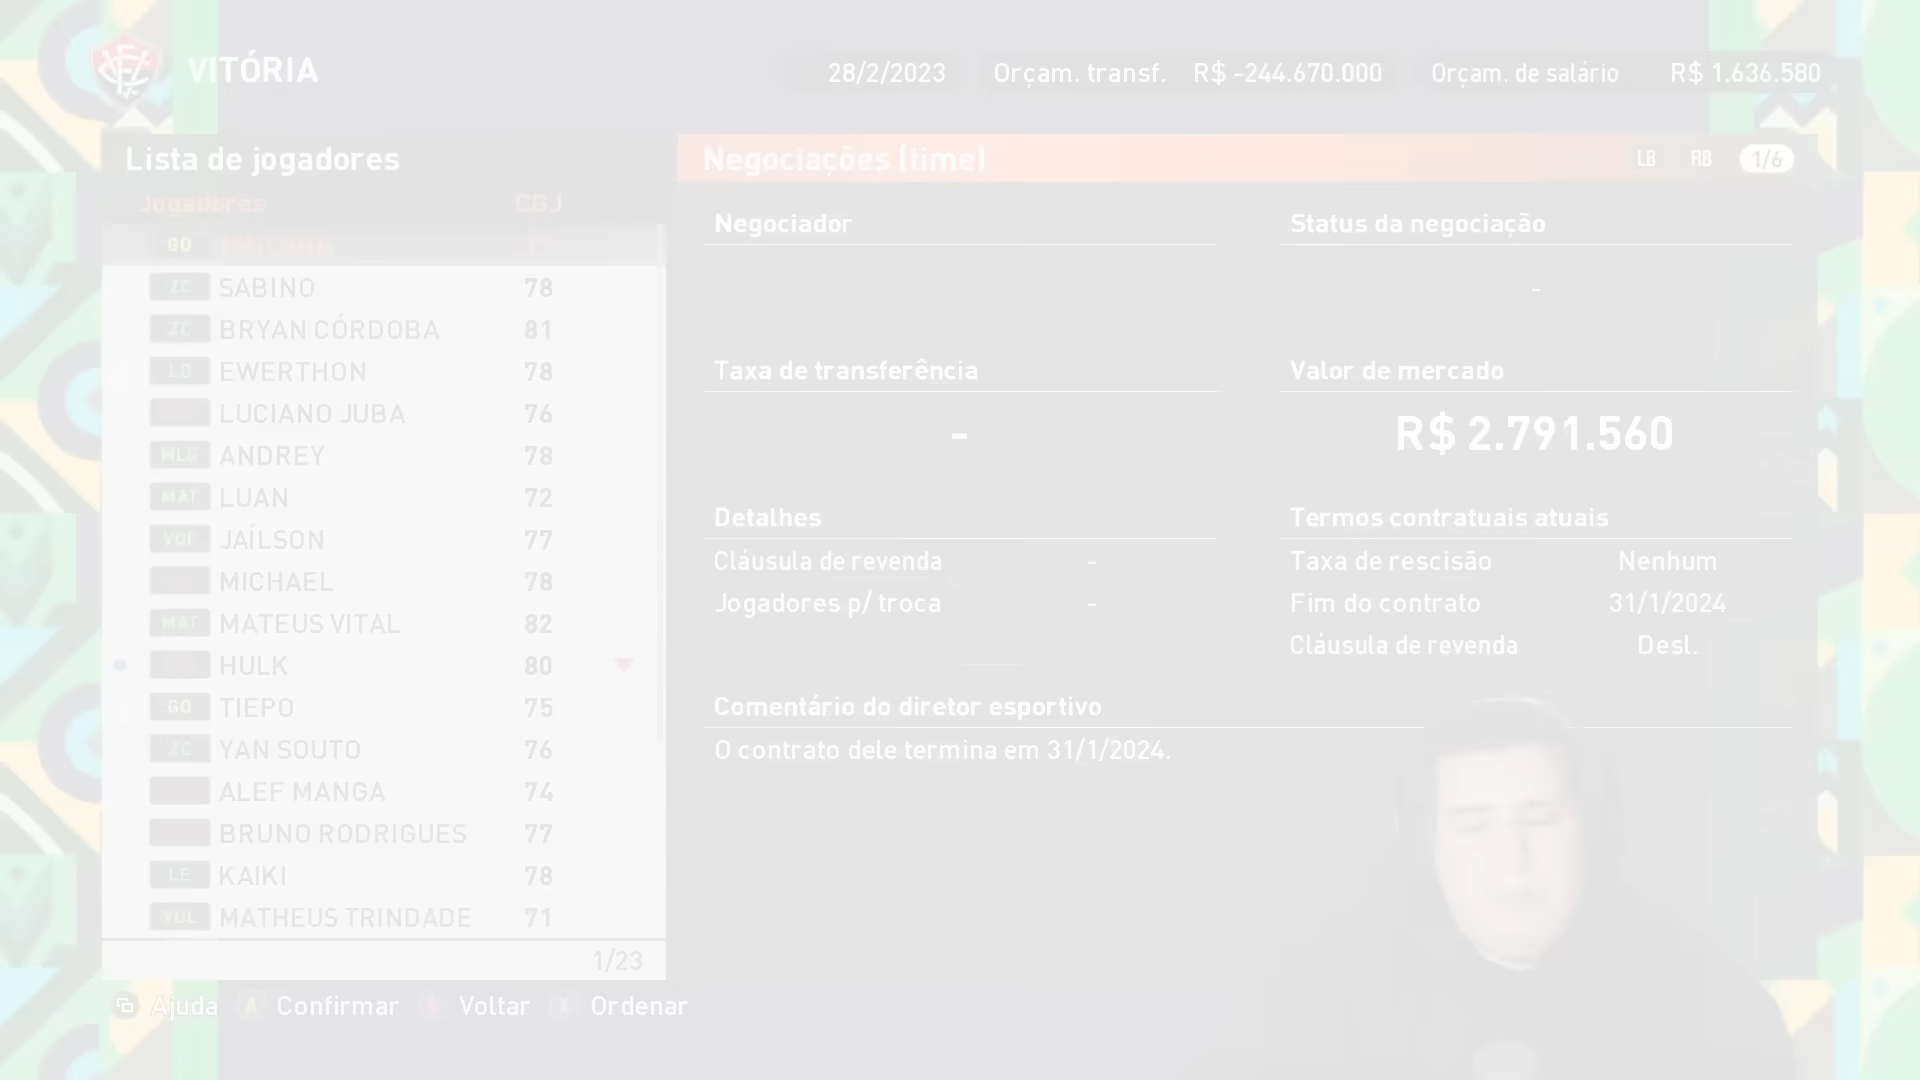 VITÓRIA
28/2/2023
Orçam. transf. R$ -244.670.000
Orçam. de salário R$ 1.636.580
Lista de jogadores
Jogadores CGJ
GO
ZC SABINO 78
ZC BRYAN CÓRDOBA 81
LD EWERTHON 78
LUCIANO JUBA 76
MLG ANDREY 78
MAT LUAN 72
VOL JAÍLSON 77
MICHAEL 78
MAT MATEUS VITAL 82
HULK 80
GO TIEPO 75
ZC YAN SOUTO 76
ALEF MANGA 74
BRUNO RODRIGUES 77
LE KAIKI 78
VOL MATHEUS TRINDADE 71
1/23
Negociações (time)
LB RB 1/6
Negociador
Status da negociação
-
Taxa de transferência
-
Valor de mercado
R$ 2.791.560
Detalhes
Cláusula de revenda -
Jogadores p/ troca -
Termos contratuais atuais
Taxa de rescisão Nenhum
Fim do contrato 31/1/2024
Cláusula de revenda Desl.
Comentário do diretor esportivo
O contrato dele termina em 31/1/2024.
Ajuda A Confirmar Voltar X Ordenar